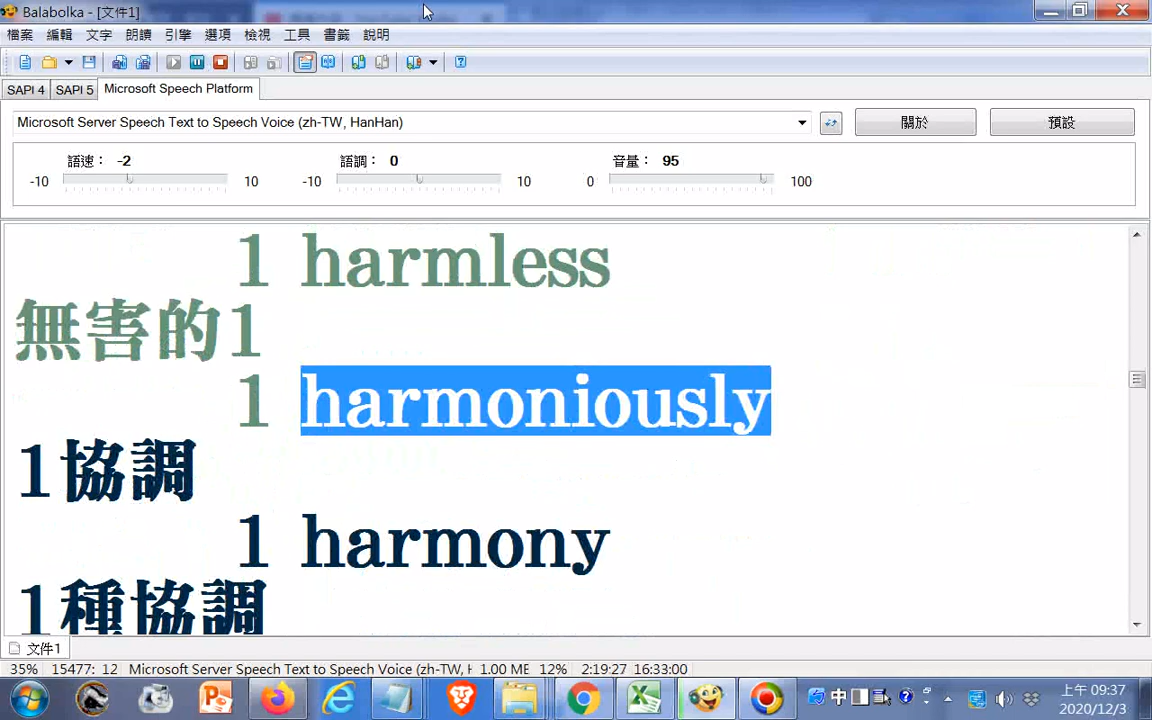 Balabolka - [文件1]
檔案 編輯 文字 朗讀 引擎 選項 檢視 工具 書籤 說明
SAPI 4 SAPI 5 Microsoft Speech Platform
Microsoft Server Speech Text to Speech Voice (zh-TW, HanHan) 關於 預設
語速： -2 語調： 0 音量： 95
-10 10 -10 10 0 100
1 harmless
無害的1
1 harmoniously
1協調
1 harmony
1種協調
文件1
35% 15477: 12 Microsoft Server Speech Text to Speech Voice (zh-TW, H 1.00 ME 12% 2:19:27 16:33:00
中 上午 09:37
2020/12/3